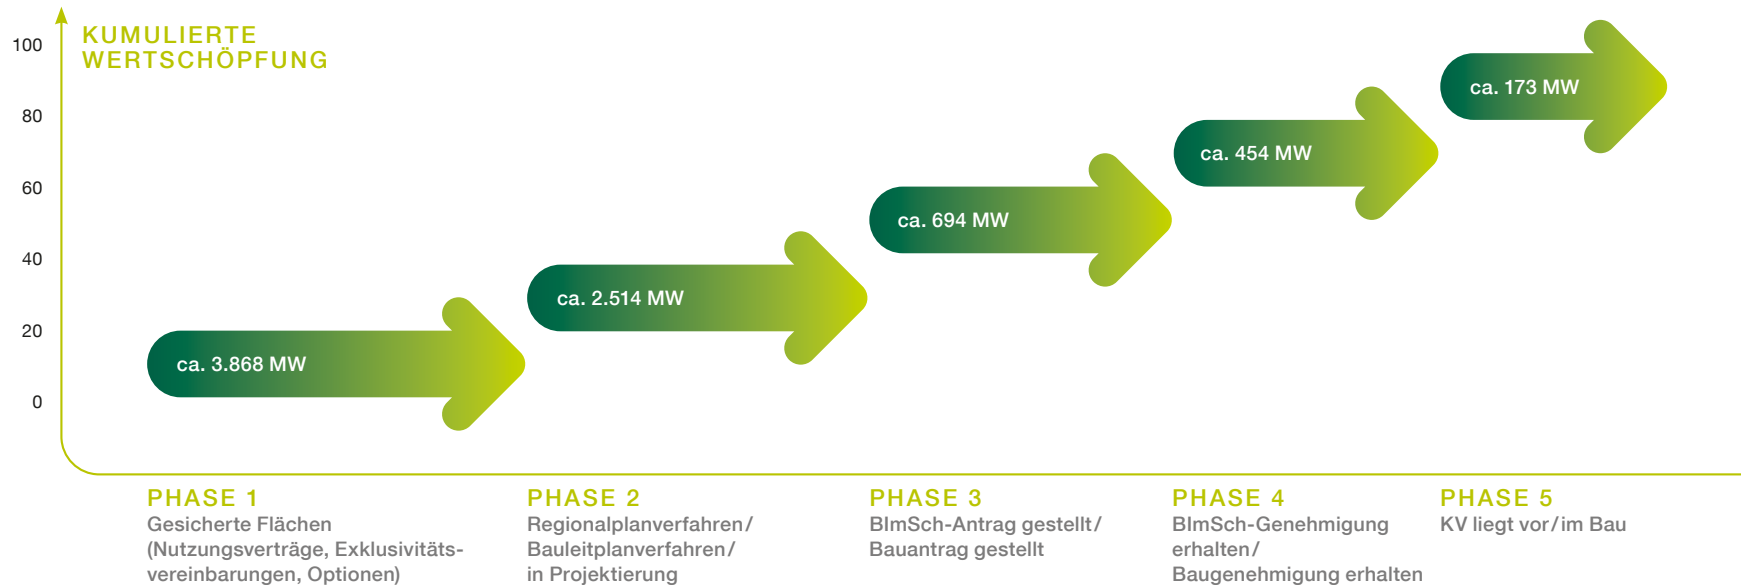 KUMULIERTE
WERTSCHÖPFUNG
100
80
60
40
20
0
ca. 3.868 MW
ca. 2.514 MW
ca. 694 MW
ca. 454 MW
ca. 173 MW
PHASE 1
Gesicherte Flächen
(Nutzungsverträge, Exklusivitäts-
vereinbarungen, Optionen)
PHASE 2
Regionalplanverfahren/
Bauleitplanverfahren/
in Projektierung
PHASE 3
BImSch-Antrag gestellt/
Bauantrag gestellt
PHASE 4
BImSch-Genehmigung
erhalten/
Baugenehmigung erhalten
PHASE 5
KV liegt vor/im Bau